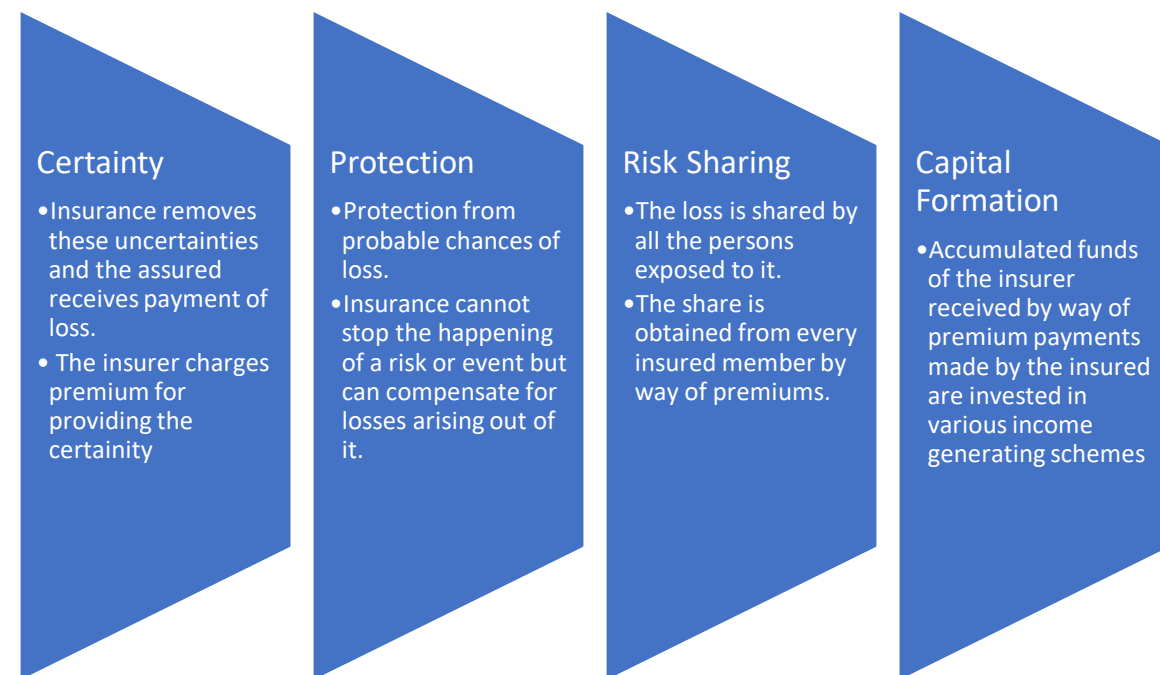 Certainty
•Insurance removes
these uncertainties
and the assured
receives payment of
loss.
• The insurer charges
premium for
providing the
certainity
Protection
•Protection from
probable chances of
loss.
•Insurance cannot
stop the happening
of a risk or event but
can compensate for
losses arising out of
it.
Risk Sharing
•The loss is shared by
all the persons
exposed to it.
•The share is
obtained from every
insured member by
way of premiums.
Capital
Formation
•Accumulated funds
of the insurer
received by way of
premium payments
made by the insured
are invested in
various income
generating schemes